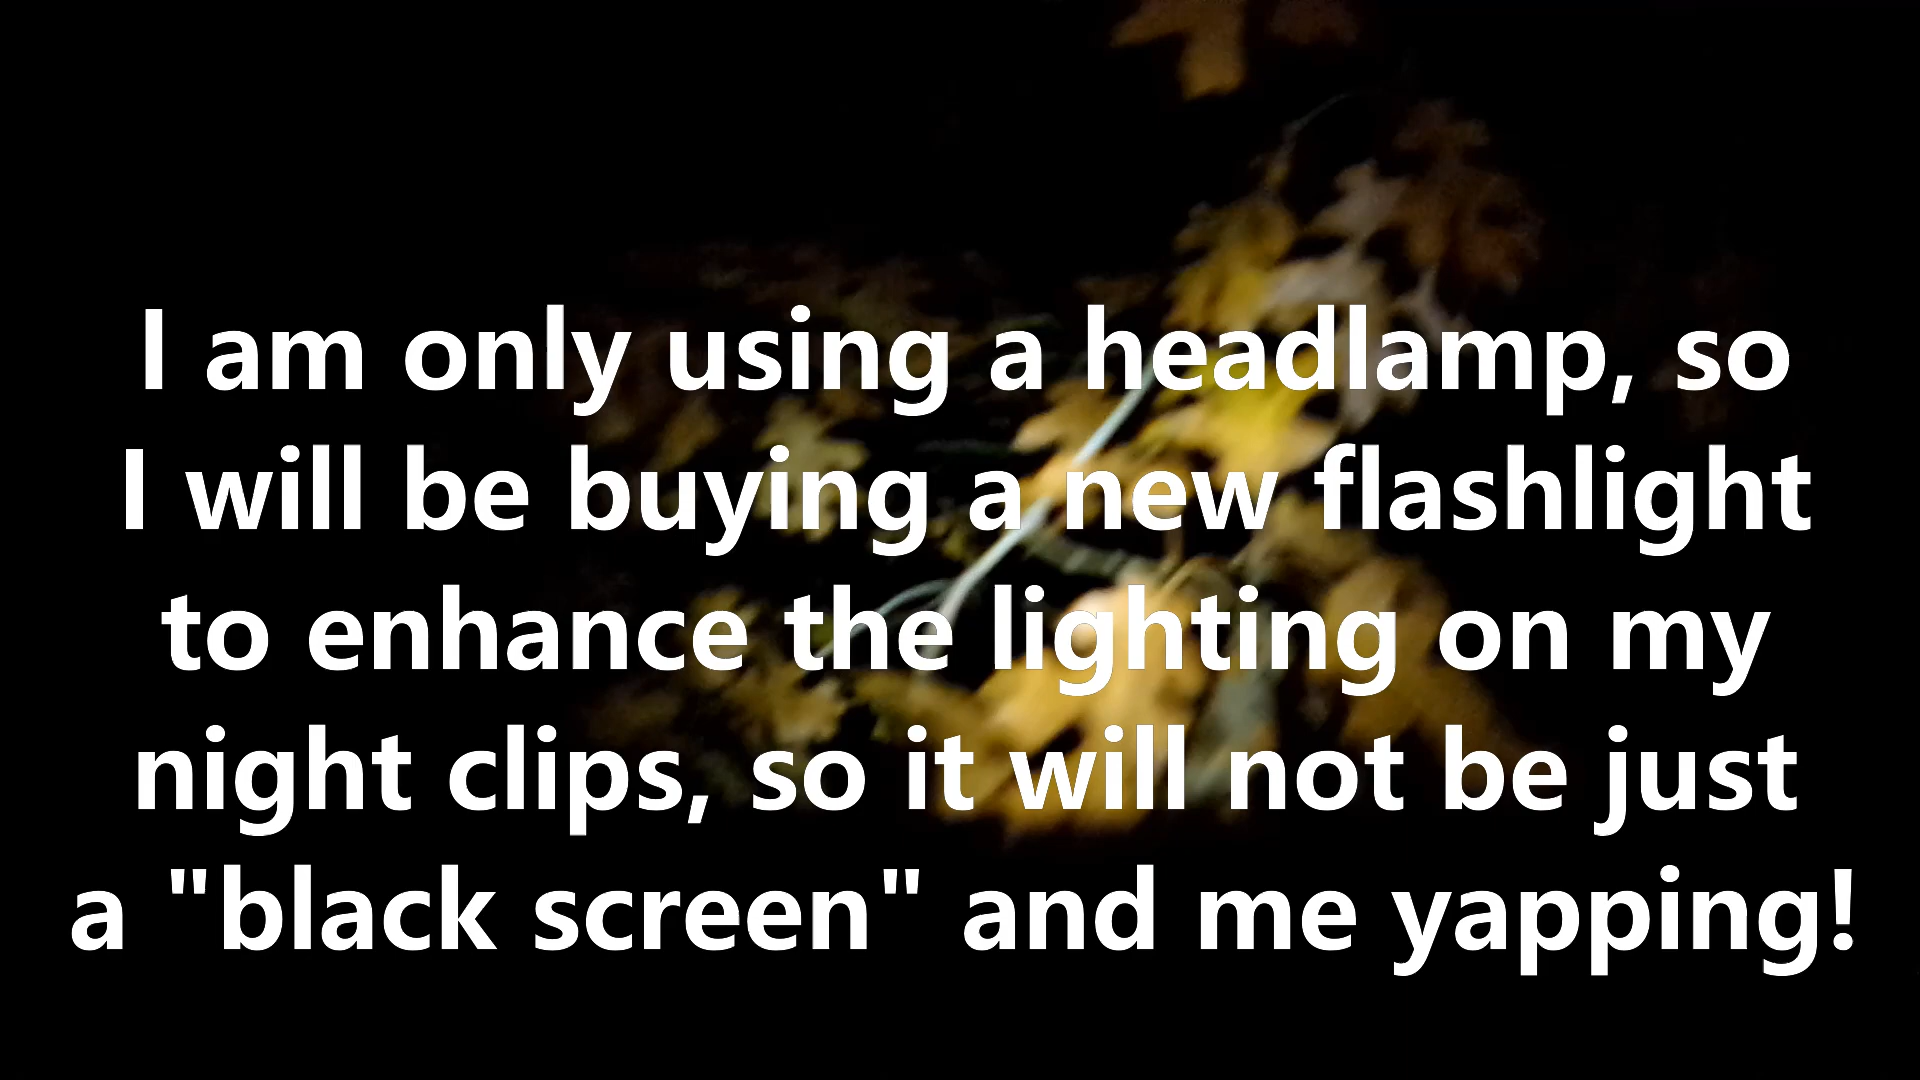 I am only using a headlamp, so
I will be buying a new flashlight
to enhance the lighting on my
night clips, so it will not be just
a "black screen" and me yapping!